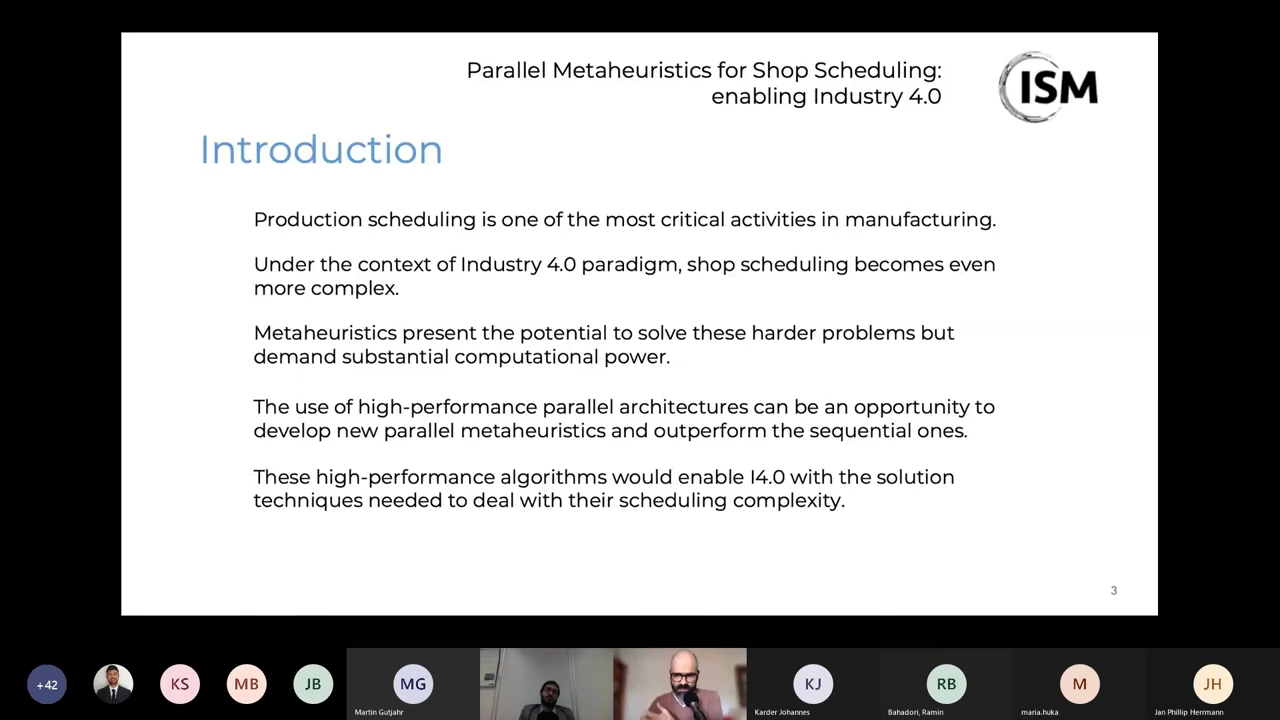 Parallel Metaheuristics for Shop Scheduling:
enabling Industry 4.0
ISM
Introduction
Production scheduling is one of the most critical activities in manufacturing.
Under the context of Industry 4.0 paradigm, shop scheduling becomes even
more complex.
Metaheuristics present the potential to solve these harder problems but
demand substantial computational power.
The use of high-performance parallel architectures can be an opportunity to
develop new parallel metaheuristics and outperform the sequential ones.
These high-performance algorithms would enable I4.0 with the solution
techniques needed to deal with their scheduling complexity.
3
+42
KS
MB
JB
MG
KJ
RB
M
JH
Martin Gutjahr
Karder Johannes
Bahadori, Ramin
maria.huka
Jan Phillip Herrmann